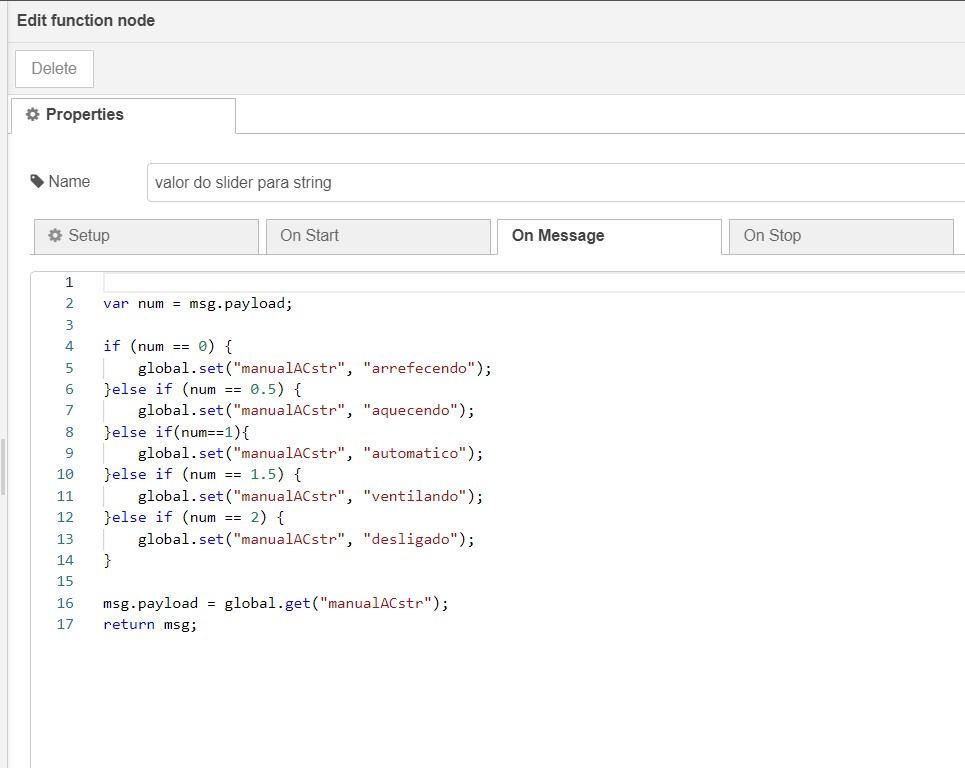 Edit function node
Delete
Properties
Name
valor do slider para string
Setup
On Start
On Message
On Stop
1
2 var num = msg.payload;
3
4 if (num == 0) {
5     global.set("manualACstr", "arrefecendo");
6 }else if (num == 0.5) {
7     global.set("manualACstr", "aquecendo");
8 }else if(num==1){
9     global.set("manualACstr", "automatico");
10 }else if (num == 1.5) {
11     global.set("manualACstr", "ventilando");
12 }else if (num == 2) {
13     global.set("manualACstr", "desligado");
14 }
15
16 msg.payload = global.get("manualACstr");
17 return msg;